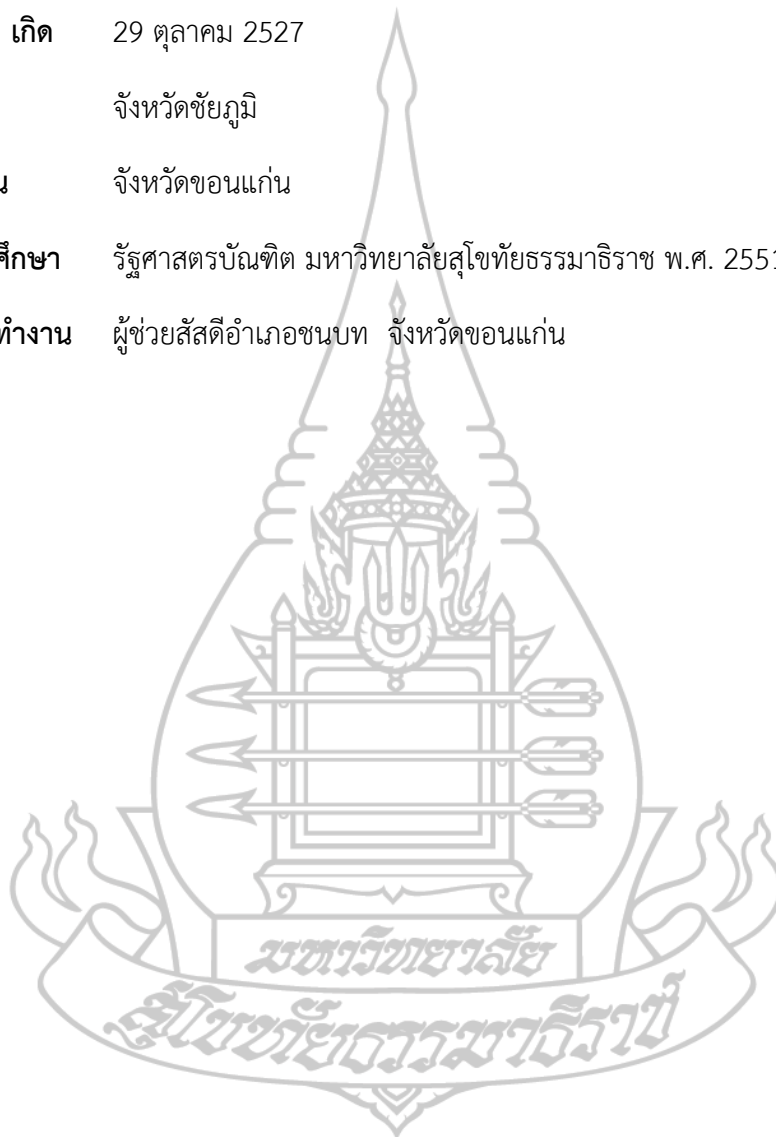 เกิด 29 ตุลาคม 2527
จังหวัดชัยภูมิ
จังหวัดขอนแก่น
ศึกษา รัฐศาสตรบัณฑิต มหาวิทยาลัยสุโขทัยธรรมาธิราช พ.ศ. 2551
ทำงาน ผู้ช่วยสัสดีอำเภอชนบท จังหวัดขอนแก่น
มหาวิทยาลัย
สุโขทัยธรรมาธิราช